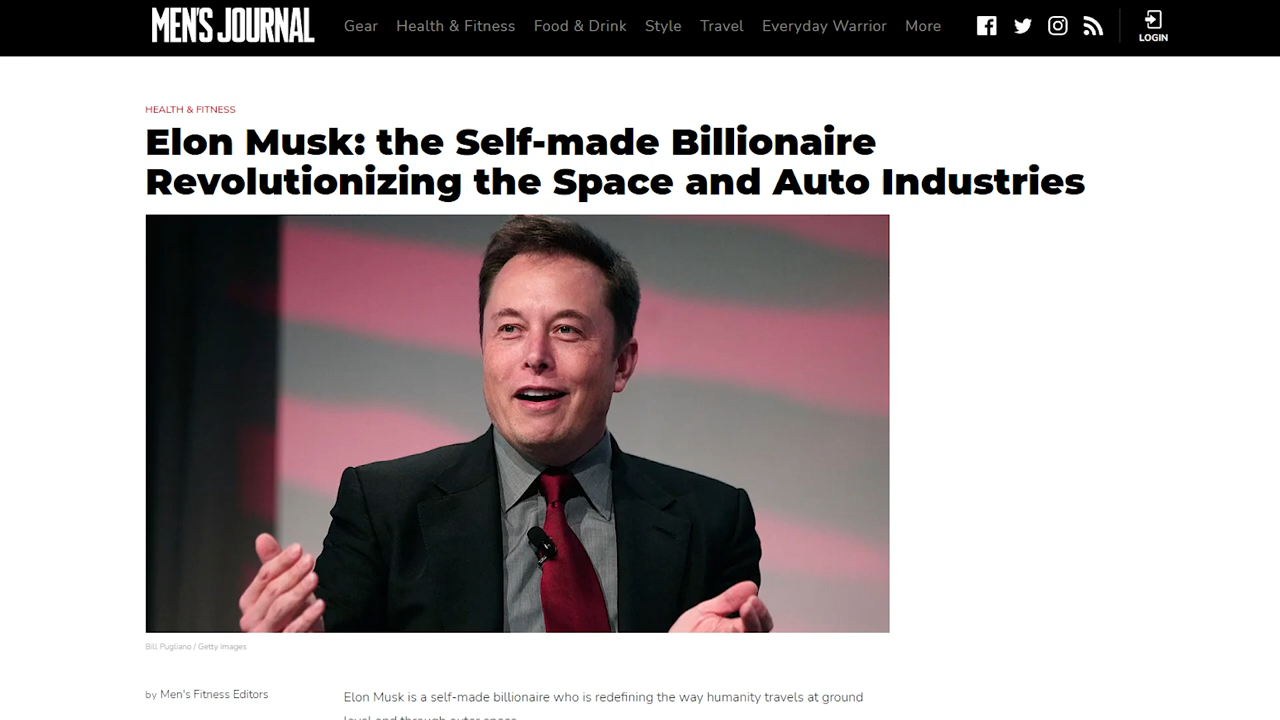 MEN'S JOURNAL
Gear Health & Fitness Food & Drink Style Travel Everyday Warrior More
LOGIN
HEALTH & FITNESS
Elon Musk: the Self-made Billionaire
Revolutionizing the Space and Auto Industries
Bill Pugliano / Getty Images
by Men's Fitness Editors
Elon Musk is a self-made billionaire who is redefining the way humanity travels at ground
level and through outer space.